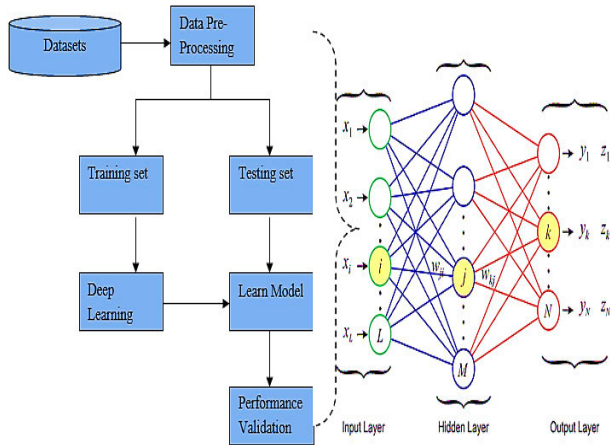 Datasets
Data Pre-
Processing
Training set
Testing set
Deep
Learning
Learn Model
Performance
Validation
x1
x2
xi
xL
i
L
wji
j
M
wkj
k
N
y1 z1
yk zk
yN zN
Input Layer
Hidden Layer
Output Layer